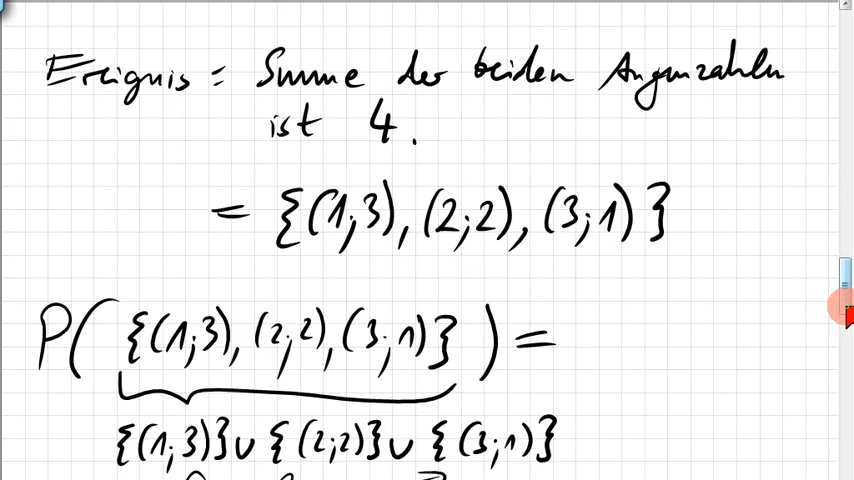 Ereignis = Summe der beiden Augenzahlen
ist 4.
= {(1;3), (2;2), (3;1)}
P( {(1;3), (2;2), (3;1)} ) =
{(1;3)} ∪ {(2;2)} ∪ {(3;1)}